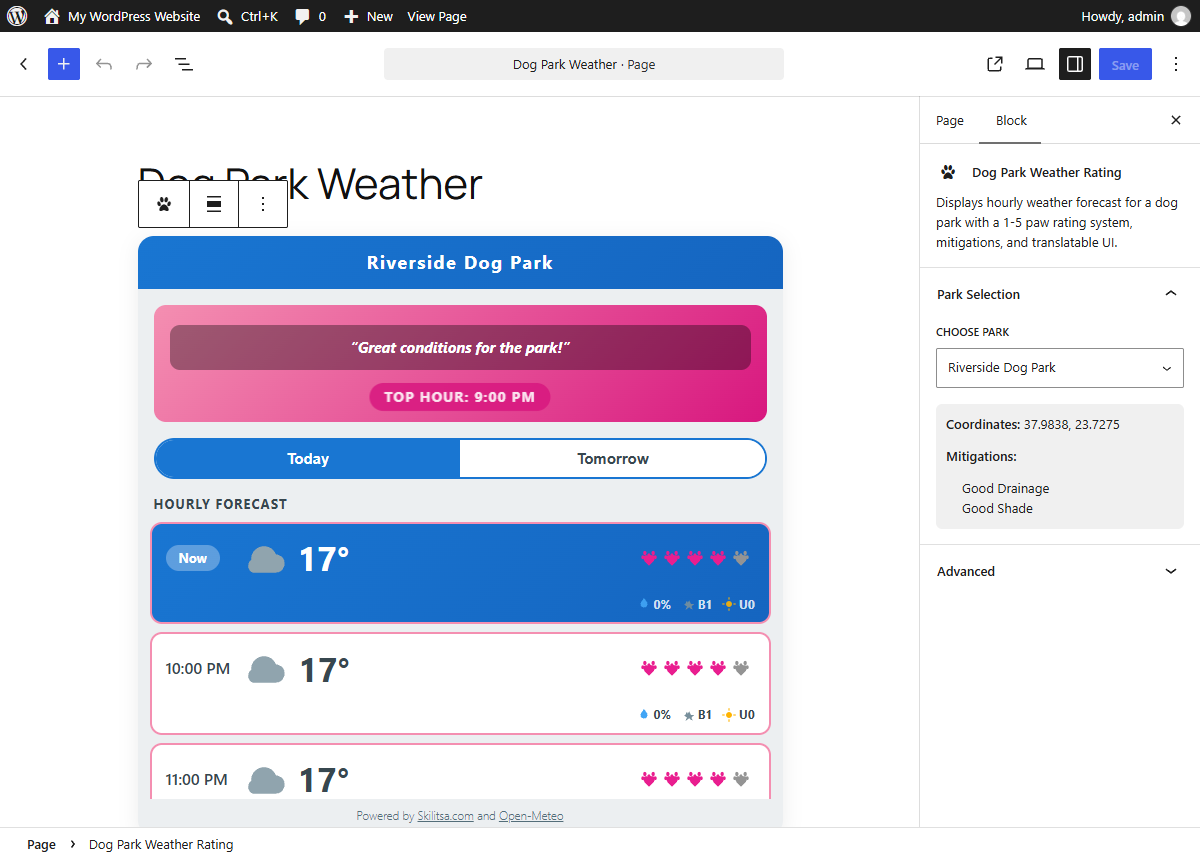 My WordPress Website Ctrl+K 0 New View Page Howdy, admin
Dog Park Weather · Page
Save
Page Block
Dog Park Weather
Dog Park Weather Rating
Displays hourly weather forecast for a dog
park with a 1-5 paw rating system,
mitigations, and translatable UI.
Park Selection
CHOOSE PARK
Riverside Dog Park
Coordinates: 37.9838, 23.7275
Mitigations:
Good Drainage
Good Shade
Advanced
Riverside Dog Park
"Great conditions for the park!"
TOP HOUR: 9:00 PM
Today Tomorrow
HOURLY FORECAST
Now 17°
0% B1 U0
10:00 PM 17°
0% B1 U0
11:00 PM 17°
Powered by Skilitsa.com and Open-Meteo
Page › Dog Park Weather Rating